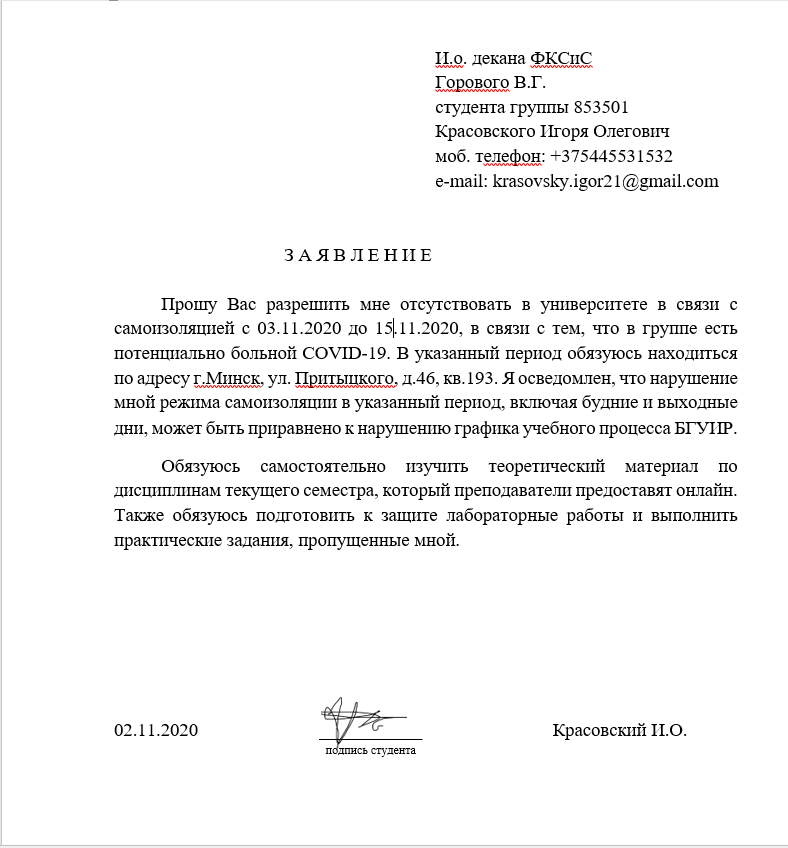 И.о. декана ФКСиС
Горового В.Г.
студента группы 853501
Красовского Игоря Олегович
моб. телефон: +375445531532
e-mail: krasovsky.igor21@gmail.com
З А Я В Л Е Н И Е
Прошу Вас разрешить мне отсутствовать в университете в связи с
самоизоляцией с 03.11.2020 до 15.11.2020, в связи с тем, что в группе есть
потенциально больной COVID-19. В указанный период обязуюсь находиться
по адресу г.Минск, ул. Притыцкого, д.46, кв.193. Я осведомлен, что нарушение
мной режима самоизоляции в указанный период, включая будние и выходные
дни, может быть приравнено к нарушению графика учебного процесса БГУИР.
Обязуюсь самостоятельно изучить теоретический материал по
дисциплинам текущего семестра, который преподаватели предоставят онлайн.
Также обязуюсь подготовить к защите лабораторные работы и выполнить
практические задания, пропущенные мной.
02.11.2020
подпись студента
Красовский И.О.